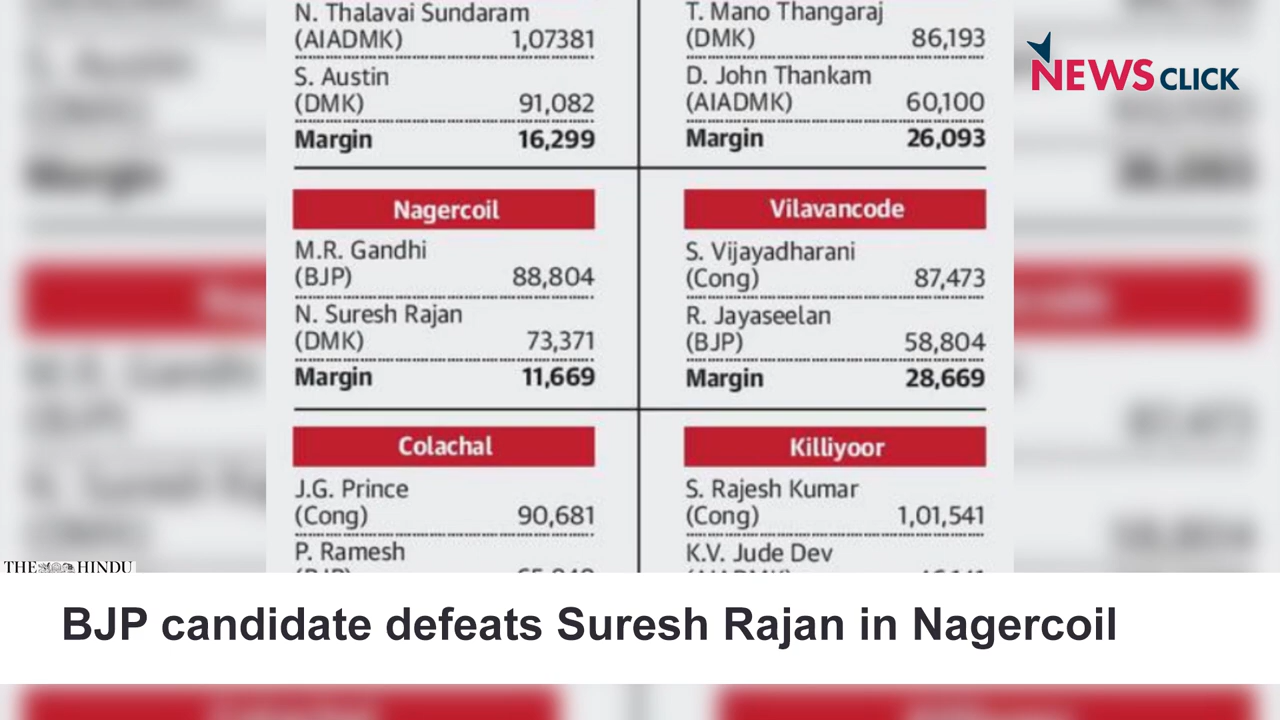 N. Thalavai Sundaram
(AIADMK) 1,07381
S. Austin
(DMK) 91,082
Margin 16,299
T. Mano Thangaraj
(DMK) 86,193
D. John Thankam
(AIADMK) 60,100
Margin 26,093
NEWS CLICK
Nagercoil
M.R. Gandhi
(BJP) 88,804
N. Suresh Rajan
(DMK) 73,371
Margin 11,669
Vilavancode
S. Vijayadharani
(Cong) 87,473
R. Jayaseelan
(BJP) 58,804
Margin 28,669
Colachal
J.G. Prince
(Cong) 90,681
P. Ramesh
Killiyoor
S. Rajesh Kumar
(Cong) 1,01,541
K.V. Jude Dev
THE HINDU
BJP candidate defeats Suresh Rajan in Nagercoil